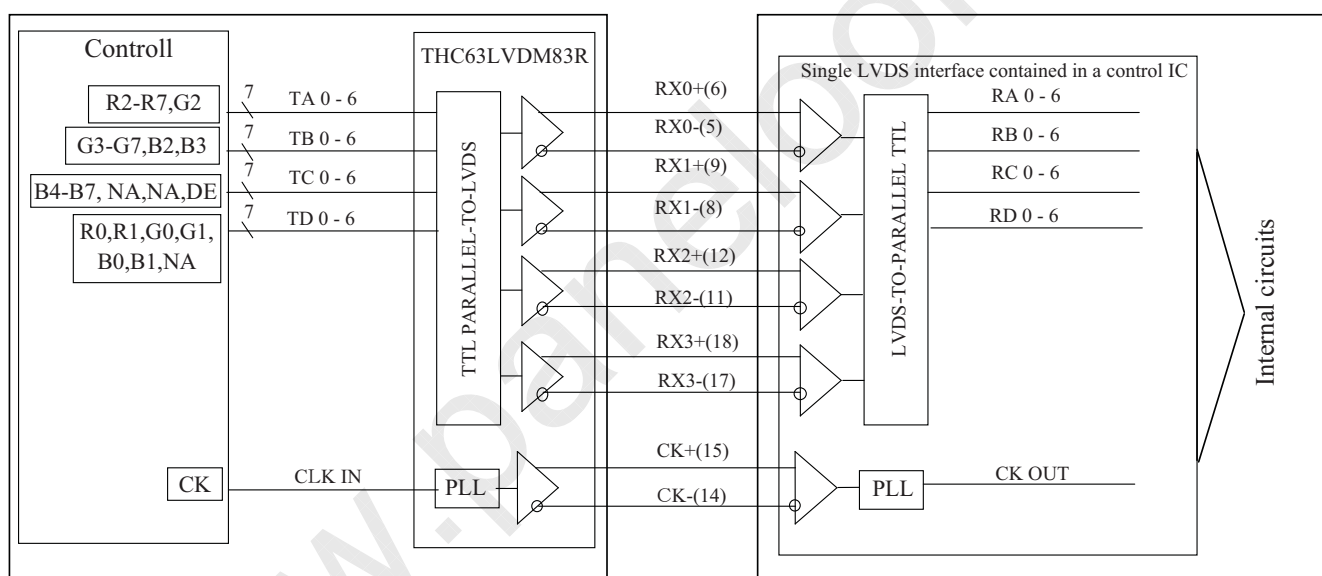 Controll
R2-R7,G2
G3-G7,B2,B3
B4-B7, NA,NA,DE
R0,R1,G0,G1,
B0,B1,NA
CK
7
TA 0 - 6
7
TB 0 - 6
7
TC 0 - 6
7
TD 0 - 6
CLK IN
THC63LVDM83R
TTL PARALLEL-TO-LVDS
PLL
RX0+(6)
RX0-(5)
RX1+(9)
RX1-(8)
RX2+(12)
RX2-(11)
RX3+(18)
RX3-(17)
CK+(15)
CK-(14)
Single LVDS interface contained in a control IC
LVDS-TO-PARALLEL TTL
PLL
RA 0 - 6
RB 0 - 6
RC 0 - 6
RD 0 - 6
CK OUT
Internal circuits
w.panelook